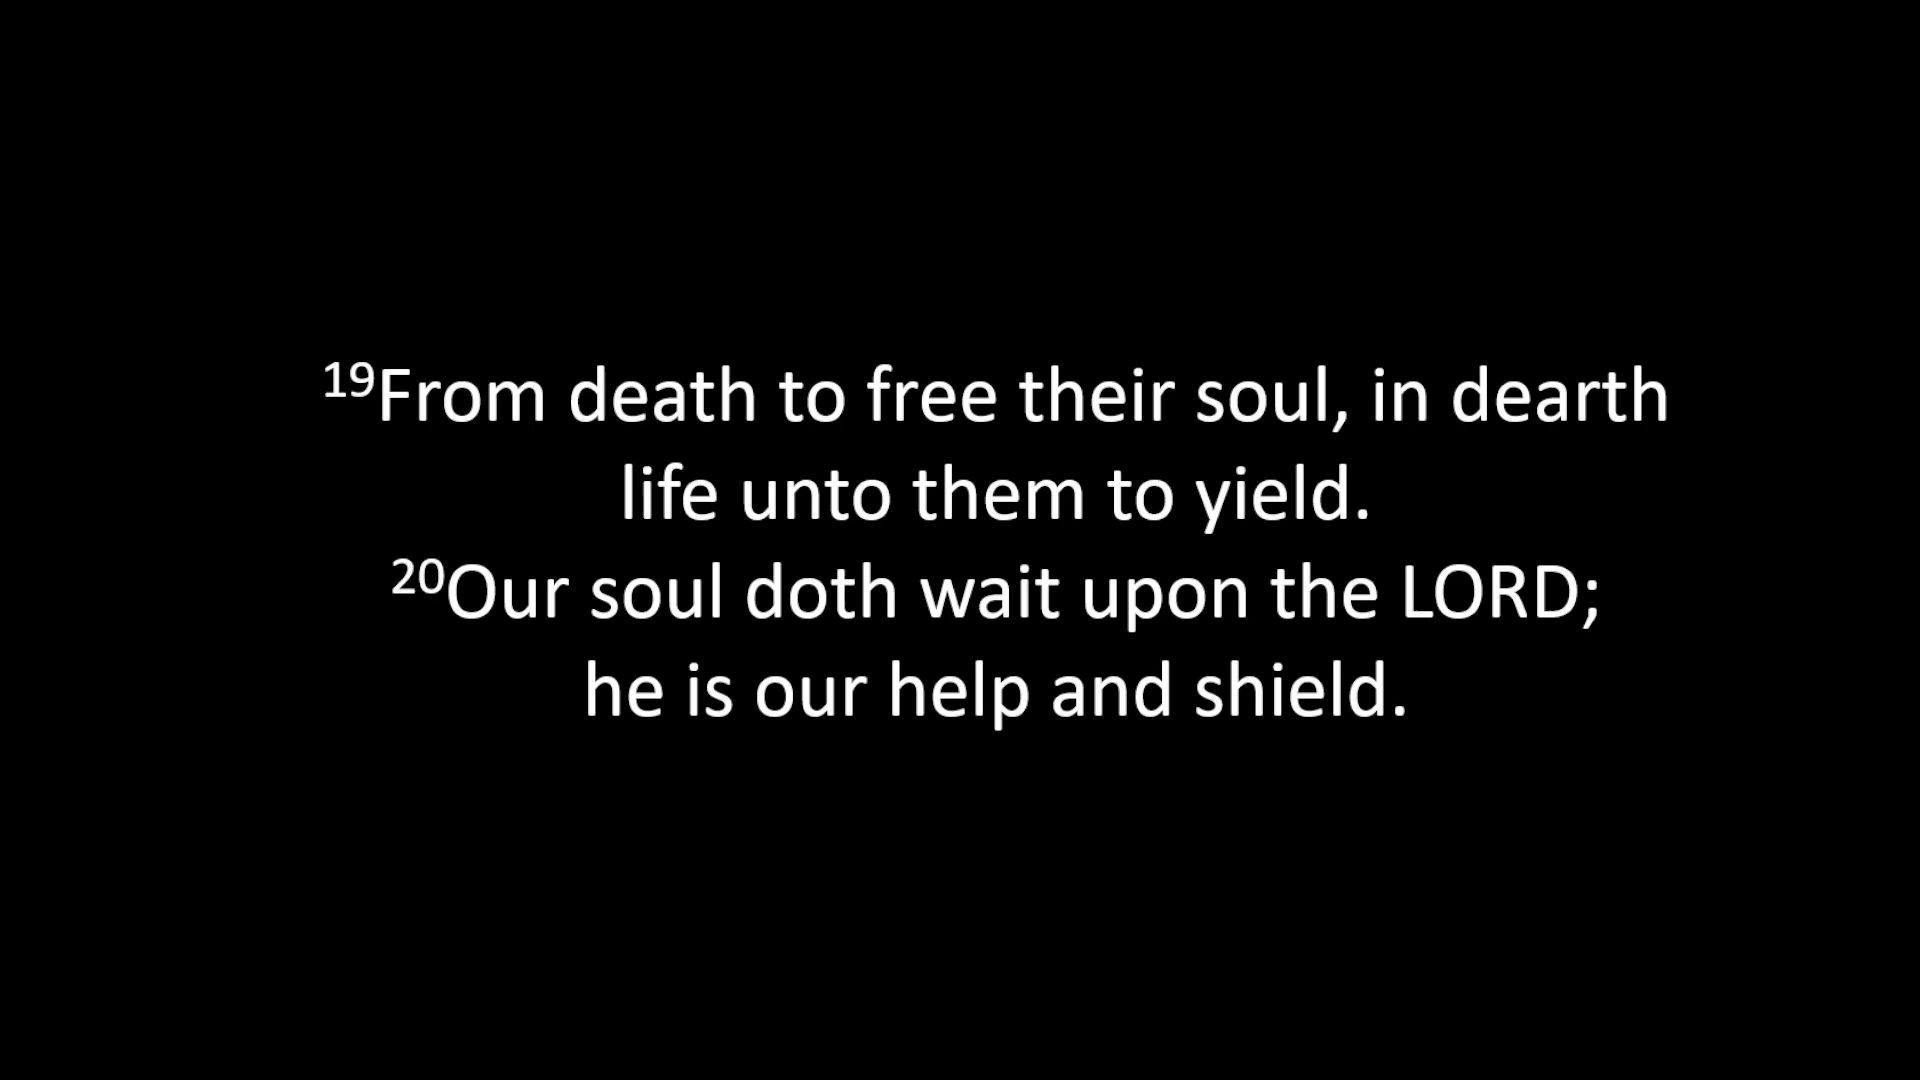 19From death to free their soul, in dearth
life unto them to yield.
20Our soul doth wait upon the LORD;
he is our help and shield.